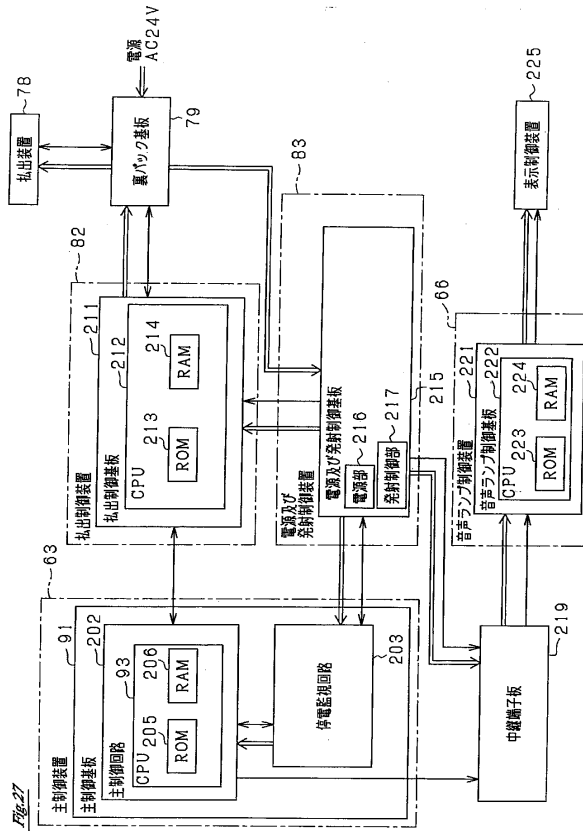 Fig.27
主制御装置
63
主制御基板
91
主制御回路
202
CPU
93
205
ROM
206
RAM
停電監視回路
203
払出制御装置
82
払出制御基板
211
CPU
212
213
ROM
214
RAM
払出装置
78
裏パック基板
79
電源
AC24V
電源及び
発射制御装置
83
電源及び発射制御基板
215
電源部
216
発射制御部
217
音声ランプ制御装置
66
音声ランプ制御基板
221
CPU
222
223
ROM
224
RAM
中継端子板
219
表示制御装置
225